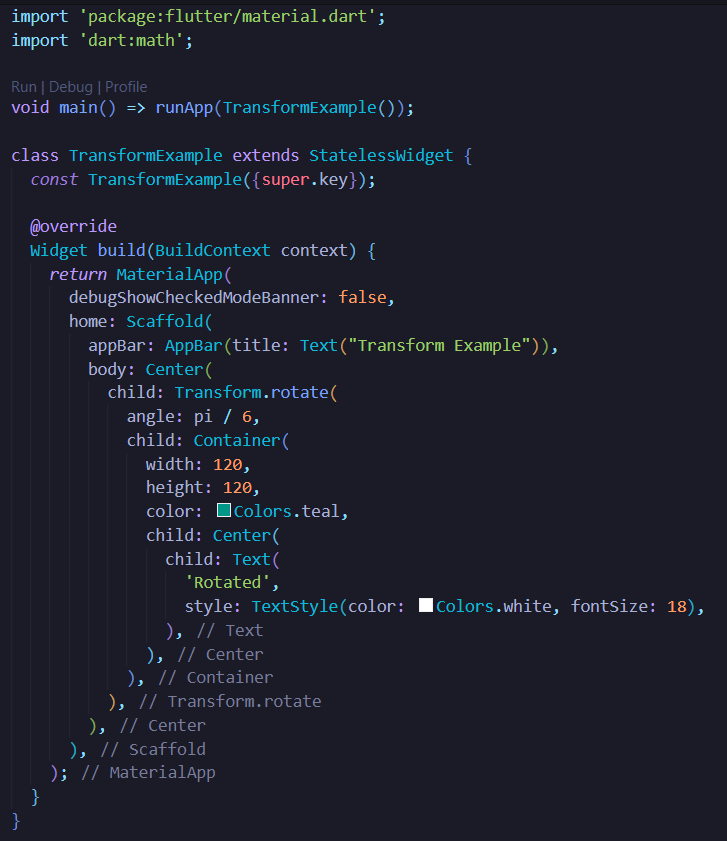 import 'package:flutter/material.dart';
import 'dart:math';
Run | Debug | Profile
void main() => runApp(TransformExample());
class TransformExample extends StatelessWidget {
  const TransformExample({super.key});
  @override
  Widget build(BuildContext context) {
    return MaterialApp(
      debugShowCheckedModeBanner: false,
      home: Scaffold(
        appBar: AppBar(title: Text("Transform Example")),
        body: Center(
          child: Transform.rotate(
            angle: pi / 6,
            child: Container(
              width: 120,
              height: 120,
              color: Colors.teal,
              child: Center(
                child: Text(
                  'Rotated',
                  style: TextStyle(color: Colors.white, fontSize: 18),
                ), // Text
              ), // Center
            ), // Container
          ), // Transform.rotate
        ), // Center
      ), // Scaffold
    ); // MaterialApp
  }
}